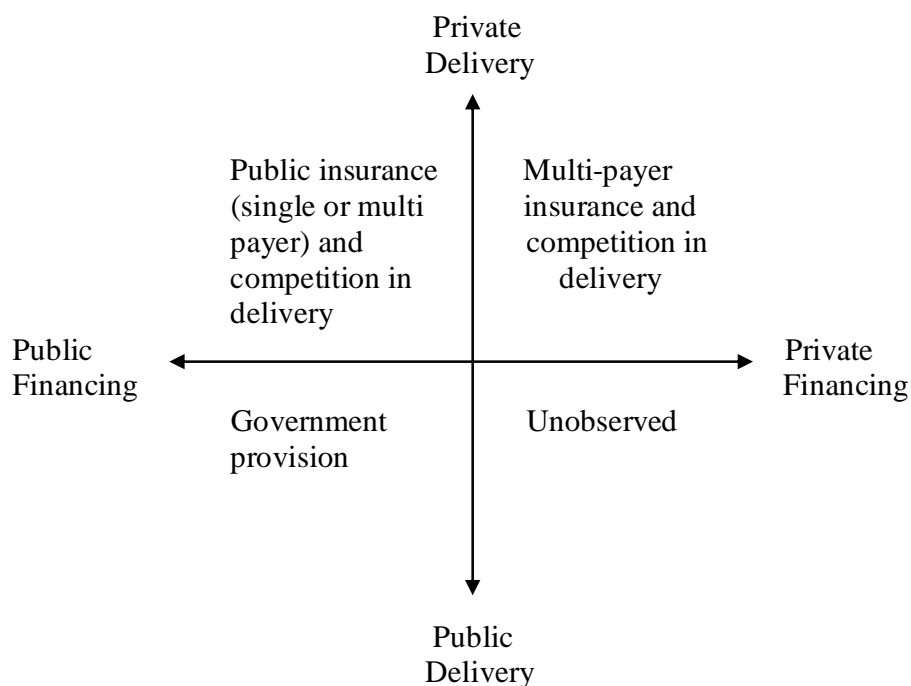 Private
Delivery
Public insurance
(single or multi
payer) and
competition in
delivery
Multi-payer
insurance and
competition in
delivery
Public
Financing
Private
Financing
Government
provision
Unobserved
Public
Delivery